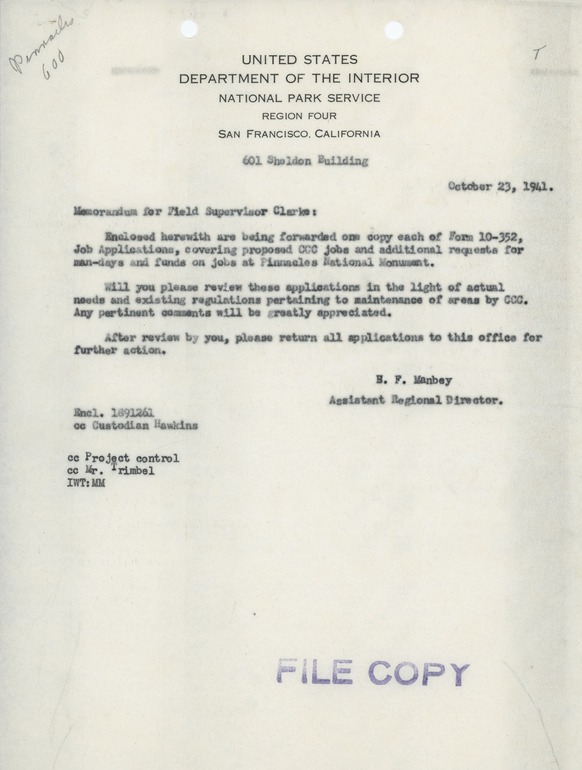 Pinnacles
600
T
UNITED STATES
DEPARTMENT OF THE INTERIOR
NATIONAL PARK SERVICE
REGION FOUR
SAN FRANCISCO, CALIFORNIA
601 Sheldon Building
October 23, 1941.
Memorandum for Field Supervisor Clarke:
Enclosed herewith are being forwarded one copy each of Form 10-352,
Job Applications, covering proposed CCC jobs and additional requests for
man-days and funds on jobs at Pinnacles National Monument.
Will you please review these applications in the light of actual
needs and existing regulations pertaining to maintenance of areas by CCC.
Any pertinent comments will be greatly appreciated.
After review by you, please return all applications to this office for
further action.
B. F. Manbey
Assistant Regional Director.
Encl. 1891261
cc Custodian Hawkins
cc Project control
cc Mr. Trimbel
IWT:MM
FILE COPY